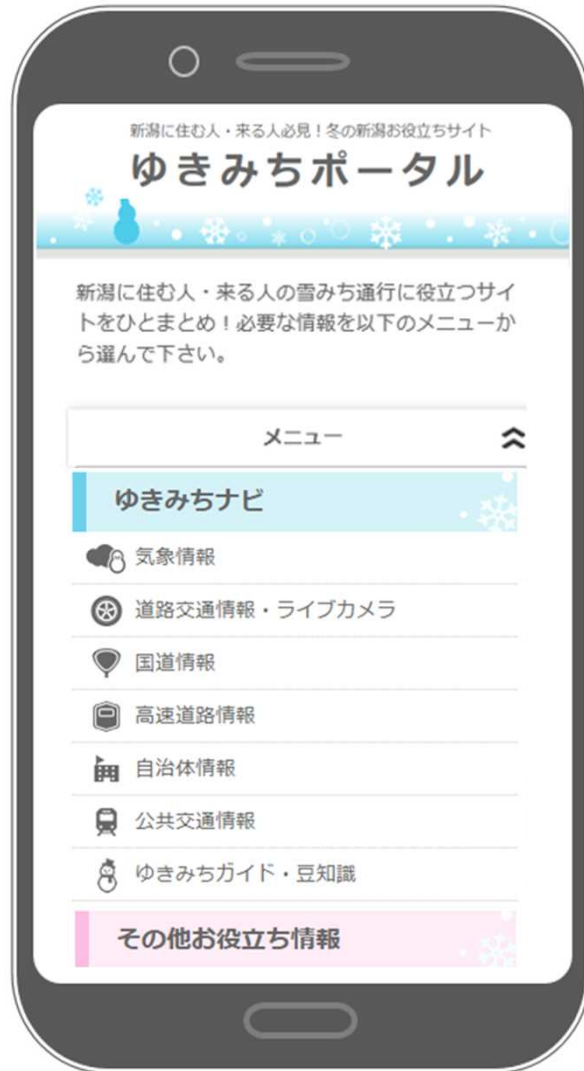 新潟に住む人・来る人必見！冬の新潟お役立ちサイト
ゆきみちポータル
新潟に住む人・来る人の雪みち通行に役立つサイ
トをひとまとめ！必要な情報を以下のメニューか
ら選んで下さい。
メニュー
ゆきみちナビ
気象情報
道路交通情報・ライブカメラ
国道情報
高速道路情報
自治体情報
公共交通情報
ゆきみちガイド・豆知識
その他お役立ち情報